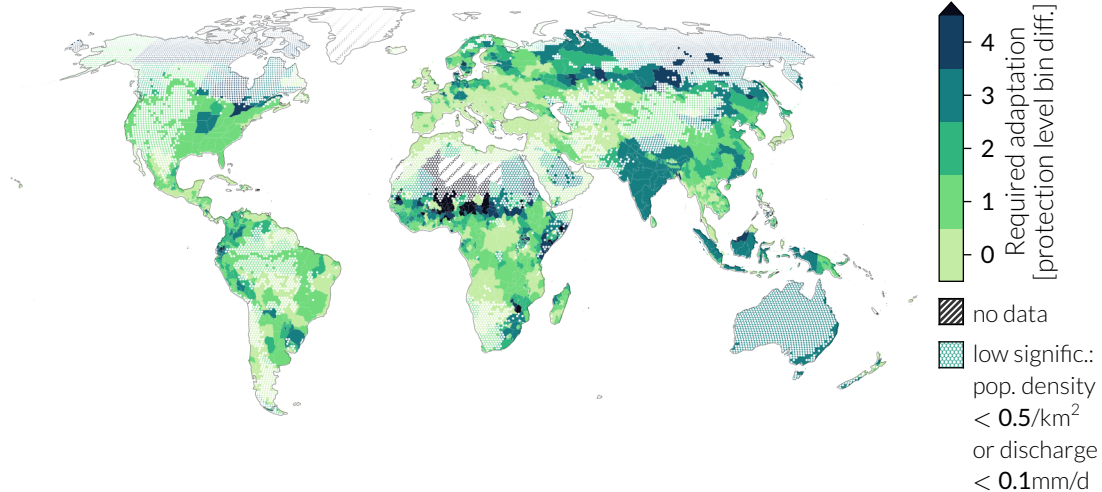 4
3
2
1
0
Required adaptation
[protection level bin diff.]
no data
low signific.:
pop. density
< 0.5/km²
or discharge
< 0.1mm/d